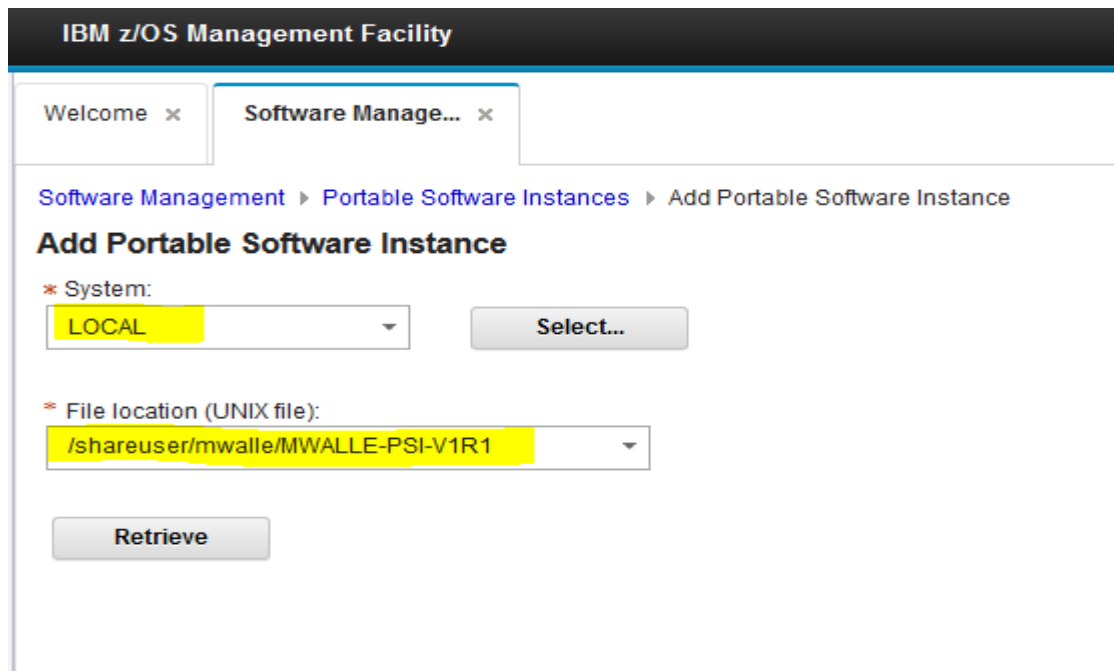 IBM z/OS Management Facility
Welcome × Software Manage... ×
Software Management ▸ Portable Software Instances ▸ Add Portable Software Instance
Add Portable Software Instance
* System:
LOCAL Select...
* File location (UNIX file):
/shareuser/mwalle/MWALLE-PSI-V1R1
Retrieve